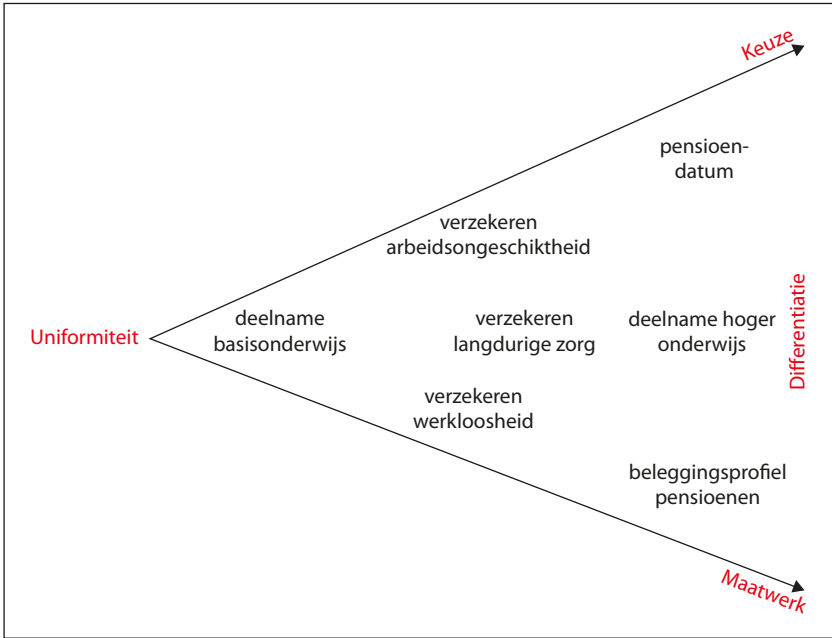 Keuze
pensioen-
datum
verzekeren
arbeidsongeschiktheid
Uniformiteit
deelname
basisonderwijs
verzekeren
langdurige zorg
deelname hoger
onderwijs
Differentiatie
verzekeren
werkloosheid
beleggingsprofiel
pensioenen
Maatwerk